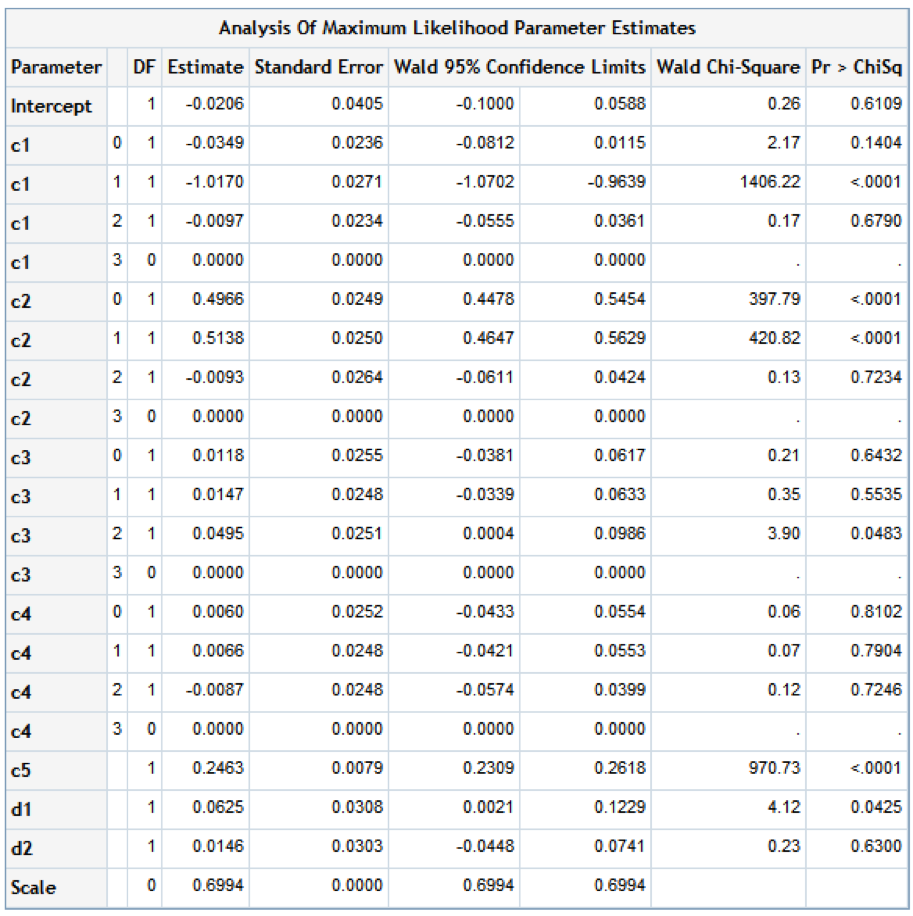 Analysis Of Maximum Likelihood Parameter Estimates
Parameter DF Estimate Standard Error Wald 95% Confidence Limits Wald Chi-Square Pr > ChiSq
Intercept 1 -0.0206 0.0405 -0.1000 0.0588 0.26 0.6109
c1 0 1 -0.0349 0.0236 -0.0812 0.0115 2.17 0.1404
c1 1 1 -1.0170 0.0271 -1.0702 -0.9639 1406.22 <.0001
c1 2 1 -0.0097 0.0234 -0.0555 0.0361 0.17 0.6790
c1 3 0 0.0000 0.0000 0.0000 0.0000 . .
c2 0 1 0.4966 0.0249 0.4478 0.5454 397.79 <.0001
c2 1 1 0.5138 0.0250 0.4647 0.5629 420.82 <.0001
c2 2 1 -0.0093 0.0264 -0.0611 0.0424 0.13 0.7234
c2 3 0 0.0000 0.0000 0.0000 0.0000 . .
c3 0 1 0.0118 0.0255 -0.0381 0.0617 0.21 0.6432
c3 1 1 0.0147 0.0248 -0.0339 0.0633 0.35 0.5535
c3 2 1 0.0495 0.0251 0.0004 0.0986 3.90 0.0483
c3 3 0 0.0000 0.0000 0.0000 0.0000 . .
c4 0 1 0.0060 0.0252 -0.0433 0.0554 0.06 0.8102
c4 1 1 0.0066 0.0248 -0.0421 0.0553 0.07 0.7904
c4 2 1 -0.0087 0.0248 -0.0574 0.0399 0.12 0.7246
c4 3 0 0.0000 0.0000 0.0000 0.0000 . .
c5 1 0.2463 0.0079 0.2309 0.2618 970.73 <.0001
d1 1 0.0625 0.0308 0.0021 0.1229 4.12 0.0425
d2 1 0.0146 0.0303 -0.0448 0.0741 0.23 0.6300
Scale 0 0.6994 0.0000 0.6994 0.6994